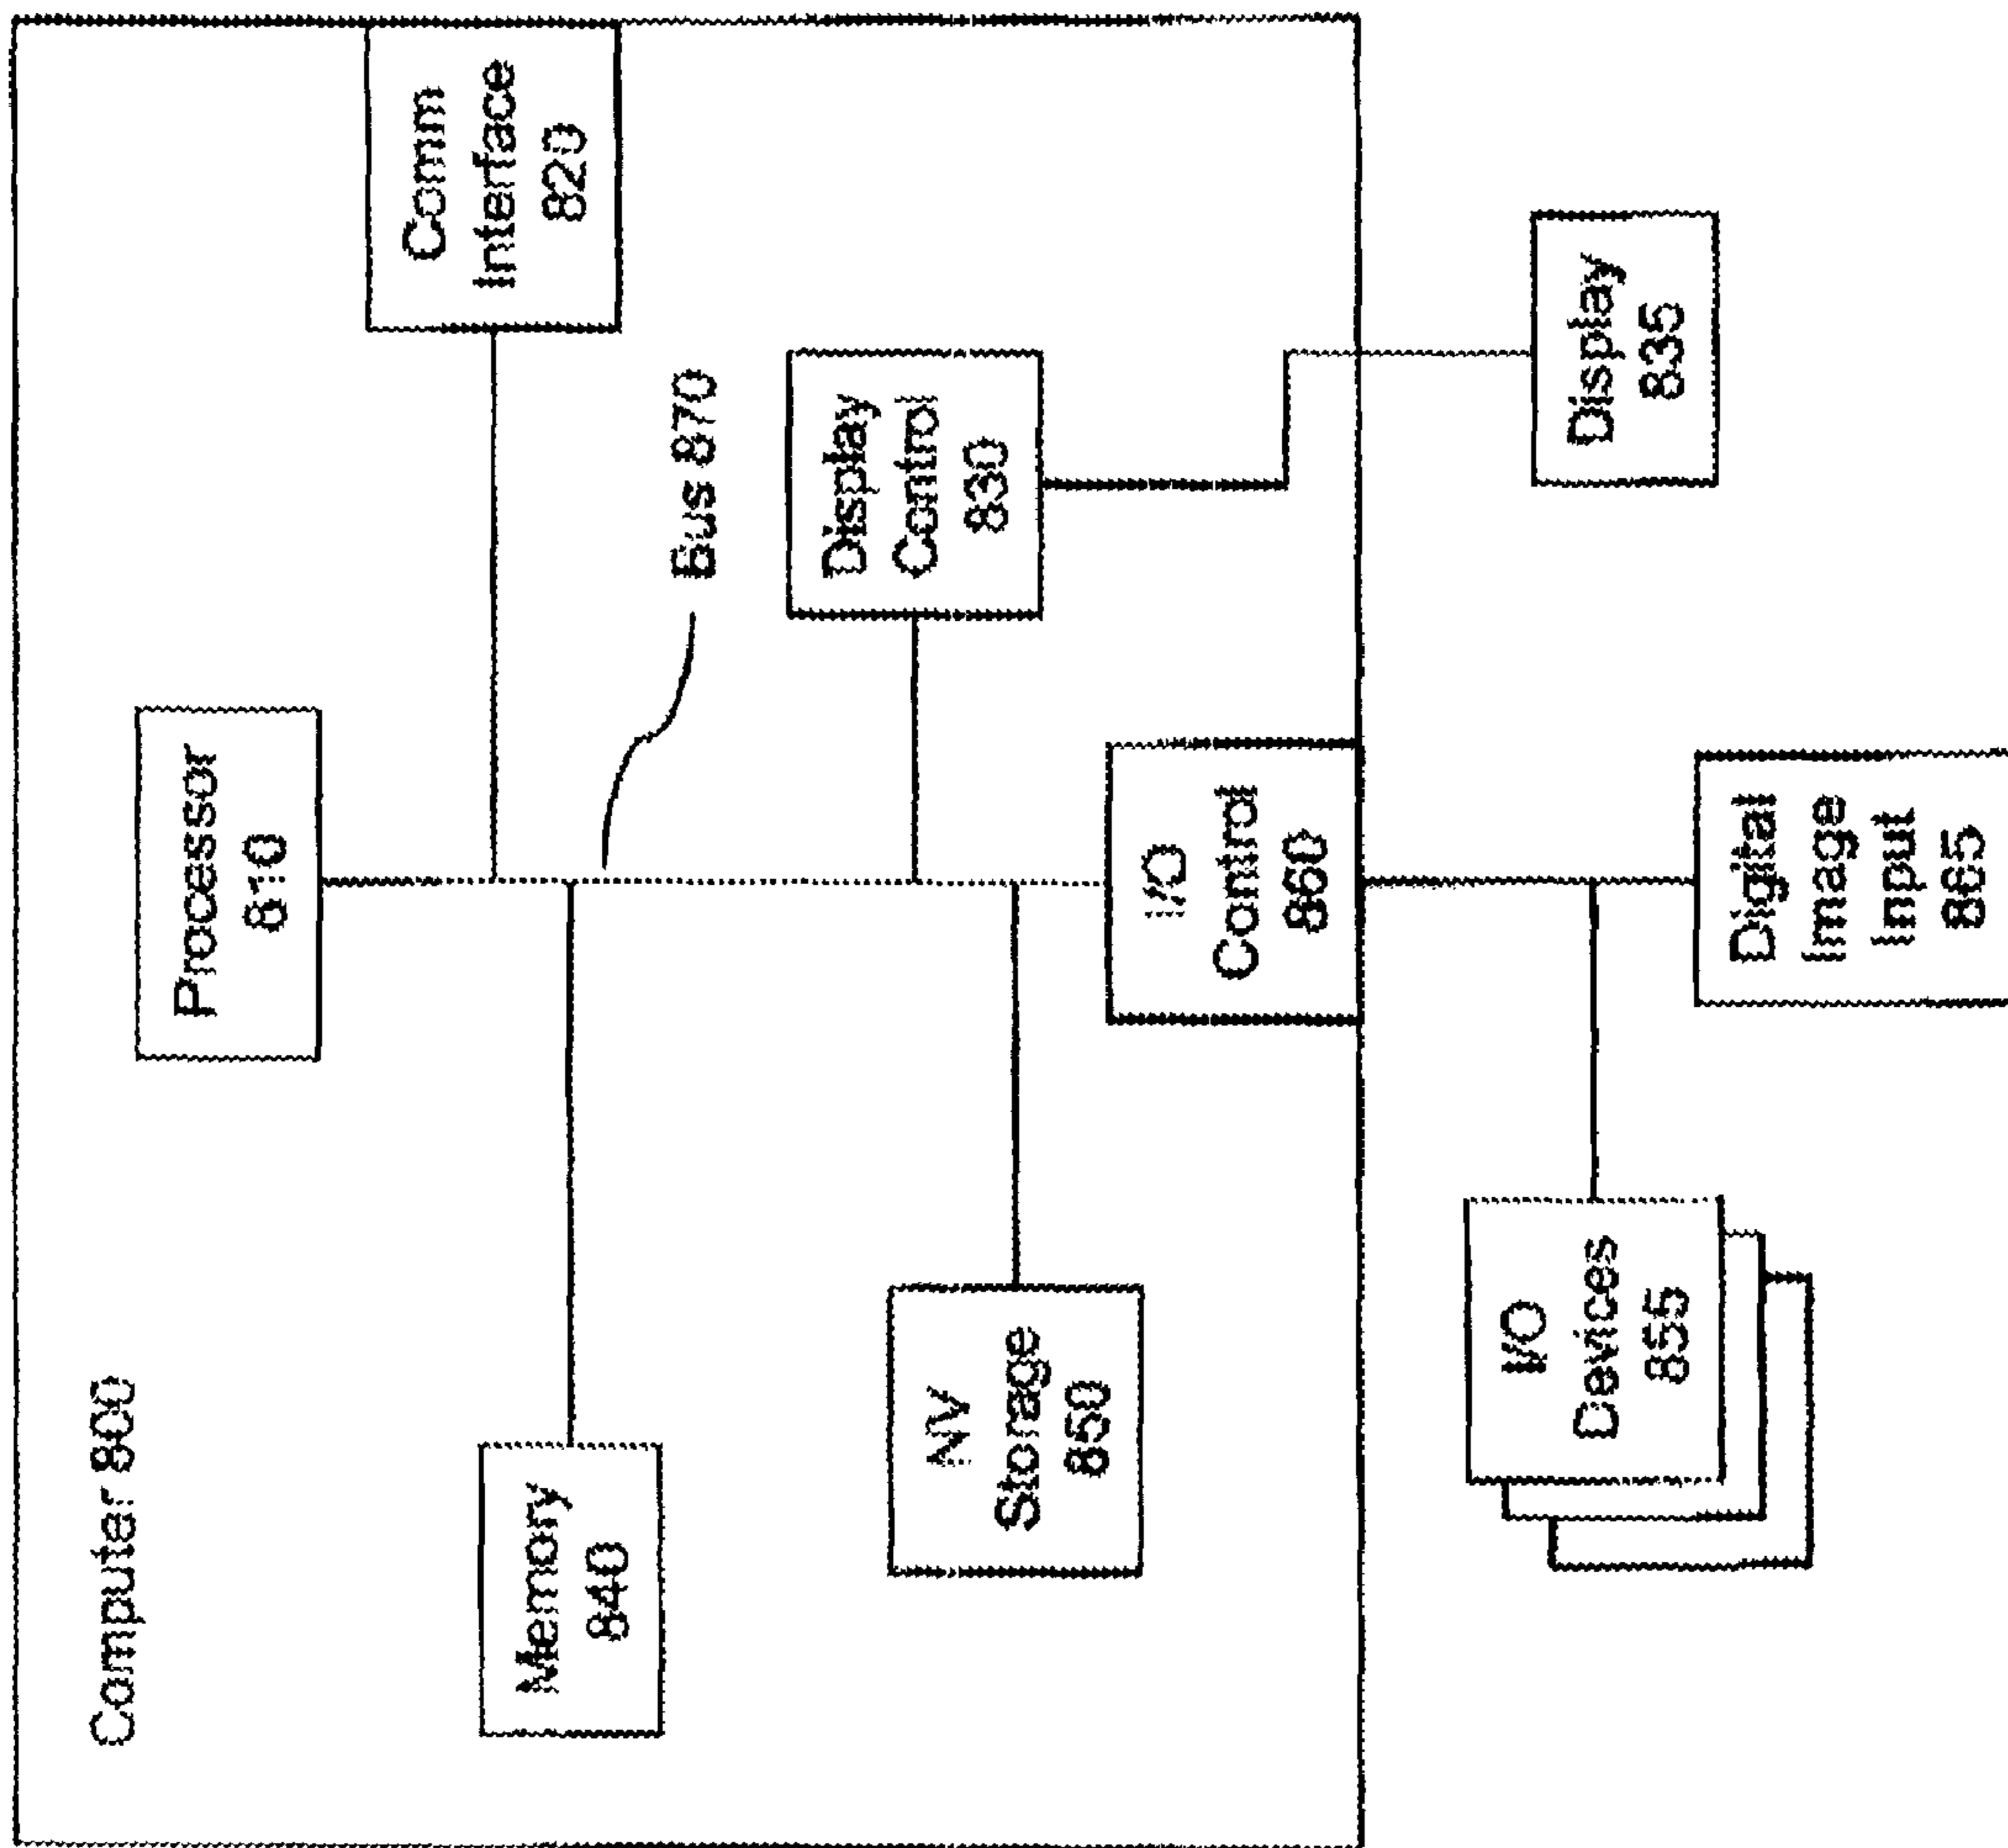 Computer 800
Processor
810
Comm
Interface
820
Memory
840
Bus 870
Display
Control
830
NV
Storage
850
I/O
Control
860
Display
835
I/O
Devices
855
Digital
Image
Input
865